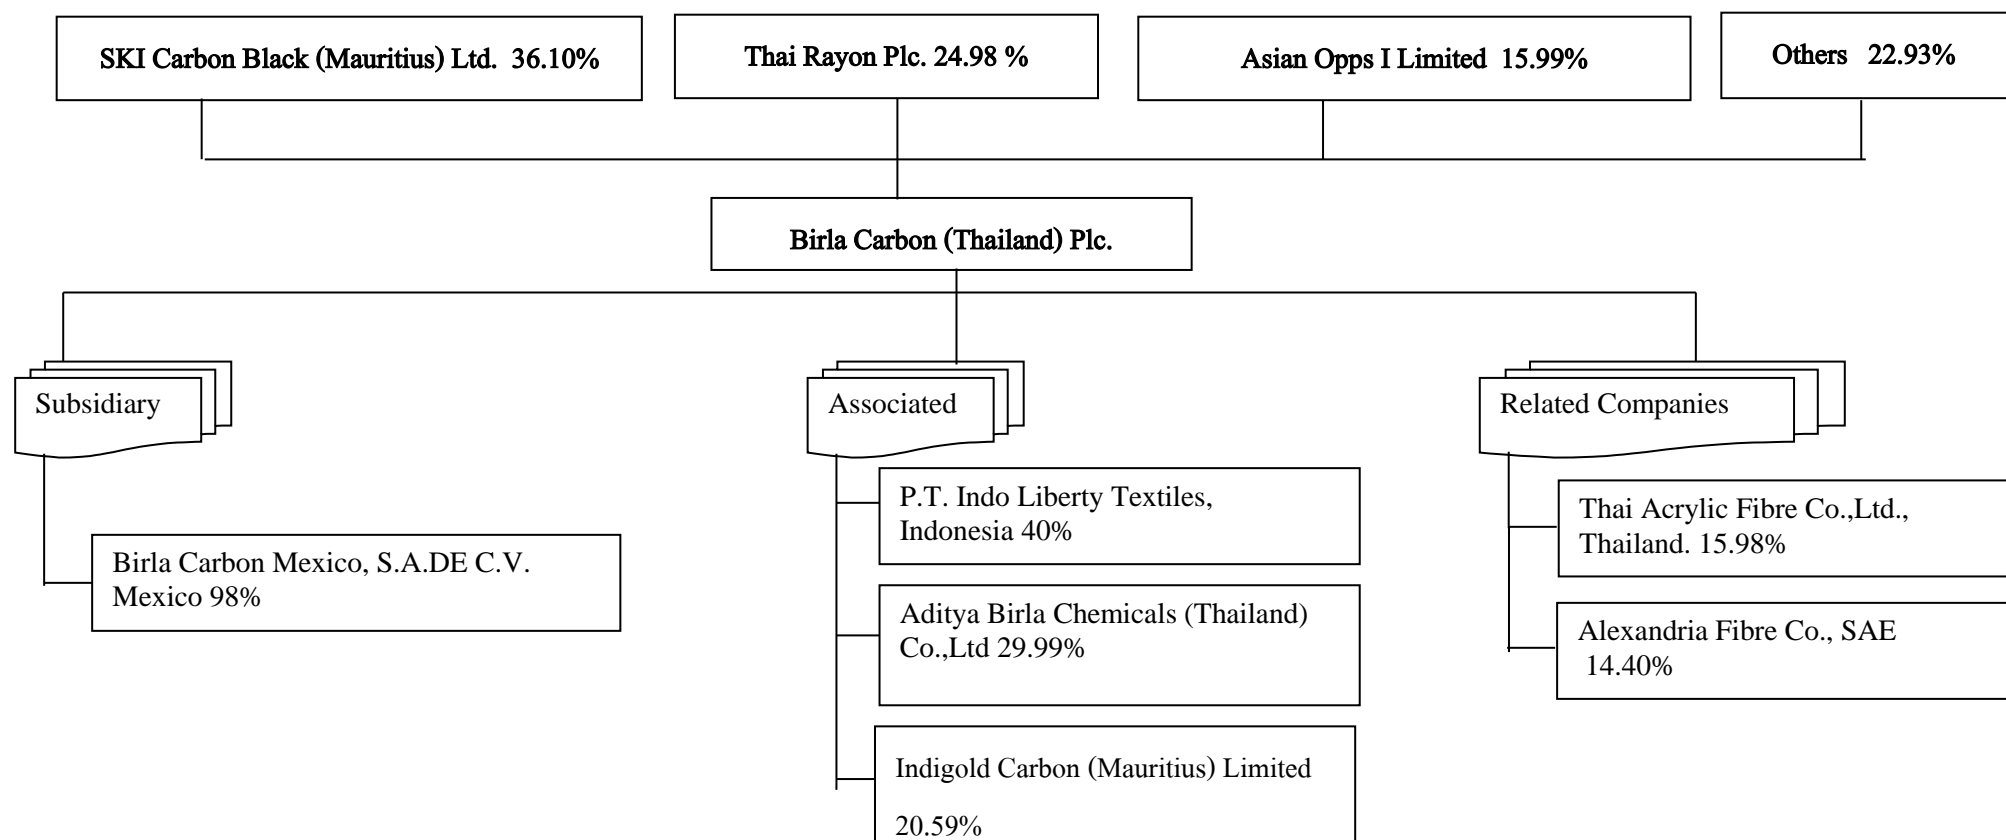 SKI Carbon Black (Mauritius) Ltd.  36.10%
Thai Rayon Plc. 24.98 %
Asian Opps I Limited  15.99%
Others   22.93%
Birla Carbon (Thailand) Plc.
Subsidiary
Birla Carbon Mexico, S.A.DE C.V.
Mexico 98%
Associated
P.T. Indo Liberty Textiles,
Indonesia 40%
Aditya Birla Chemicals (Thailand)
Co.,Ltd 29.99%
Indigold Carbon (Mauritius) Limited
20.59%
Related Companies
Thai Acrylic Fibre Co.,Ltd.,
Thailand. 15.98%
Alexandria Fibre Co., SAE
14.40%